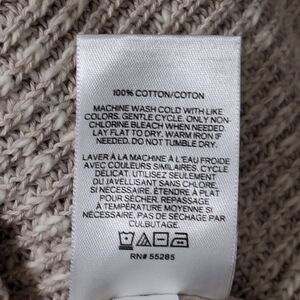 100% COTTON/COTON
MACHINE WASH COLD WITH LIKE
COLORS. GENTLE CYCLE. ONLY NON-
CHLORINE BLEACH WHEN NEEDED.
LAY FLAT TO DRY. WARM IRON IF
NEEDED. DO NOT TUMBLE DRY.
LAVER À LA MACHINE À L'EAU FROIDE
AVEC COULEURS SIMILAIRES. CYCLE
DÉLICAT. UTILISEZ SEULEMENT
DU JAVELLISANT SANS CHLORE,
SI NÉCESSAIRE. ÉTENDRE À PLAT
POUR SÉCHER. REPASSAGE
À TEMPÉRATURE MOYENNE SI
NÉCESSAIRE. PAS DE SÉCHAGE PAR
CULBUTAGE.
RN# 55285